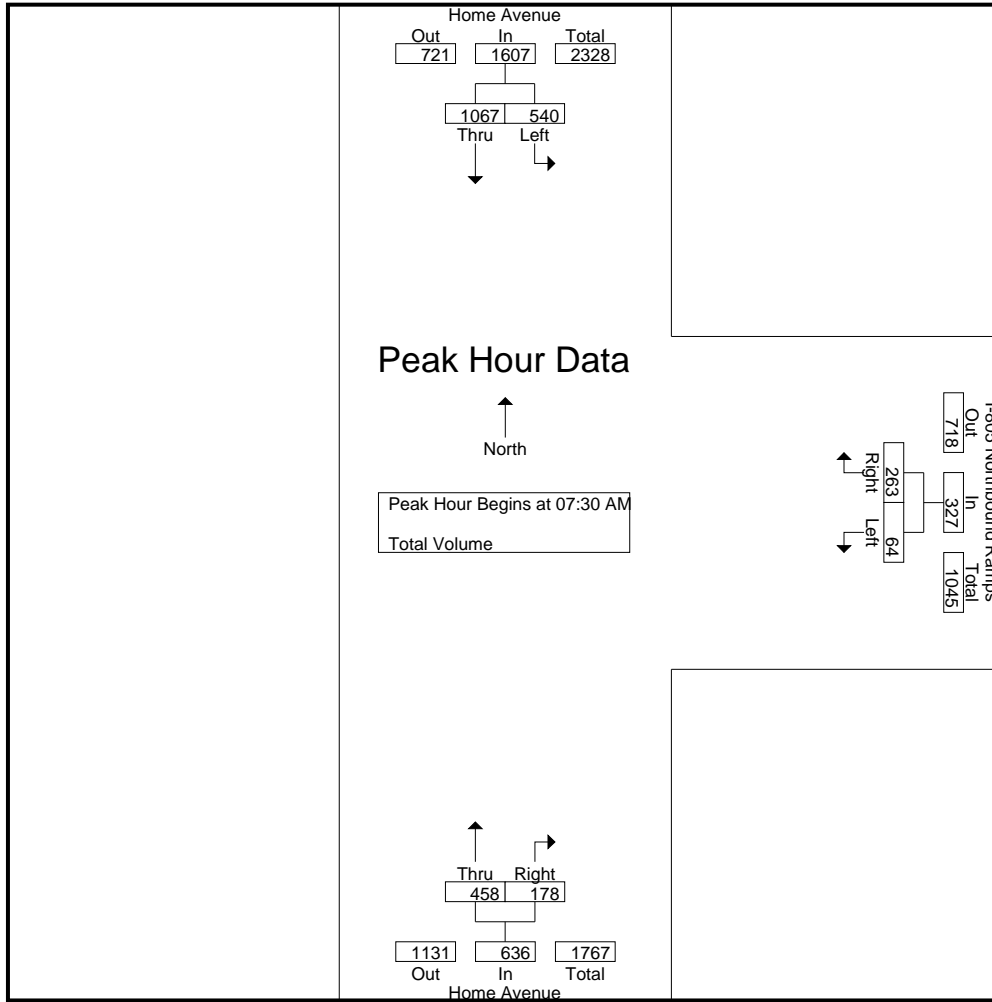 Home Avenue
Out In Total
721 1607 2328
1067 540
Thru Left
Peak Hour Data
North
Peak Hour Begins at 07:30 AM
Total Volume
Northbound Ramps
Out In Total
718 327 1045
263 64
Right Left
Thru Right
458 178
1131 636 1767
Out In Total
Home Avenue